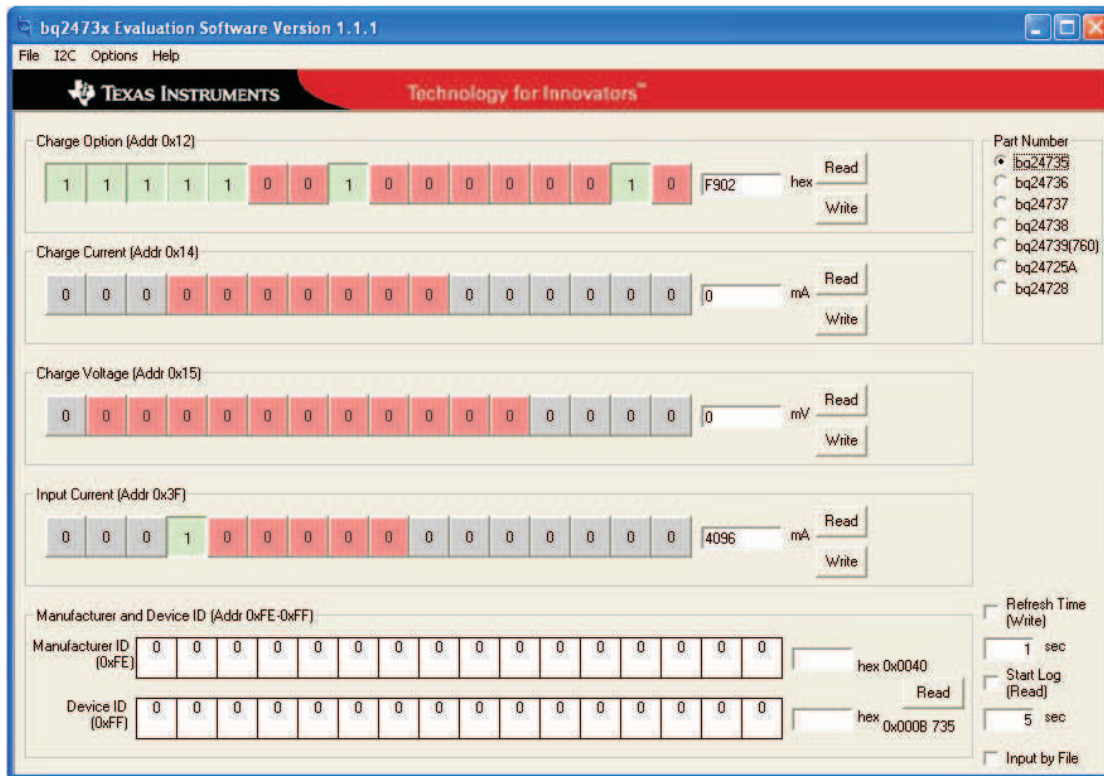 bq2473x Evaluation Software Version 1.1.1
File I2C Options Help
TEXAS INSTRUMENTS Technology for Innovators™
Charge Option (Addr 0x12)
1 1 1 1 1 0 0 1 0 0 0 0 0 0 1 0 F902 hex Read
Write
Charge Current (Addr 0x14)
0 0 0 0 0 0 0 0 0 0 0 0 0 0 0 0 0 mA Read
Write
Charge Voltage (Addr 0x15)
0 0 0 0 0 0 0 0 0 0 0 0 0 0 0 0 0 mV Read
Write
Input Current (Addr 0x3F)
0 0 0 1 0 0 0 0 0 0 0 0 0 0 0 0 4096 mA Read
Write
Manufacturer and Device ID (Addr 0xFE-0xFF)
Manufacturer ID
(0xFE)
0 0 0 0 0 0 0 0 0 0 0 0 0 0 0 0 hex 0x0040
Read
Device ID
(0xFF)
0 0 0 0 0 0 0 0 0 0 0 0 0 0 0 0 hex
0x000B 735
Part Number
bq24735
bq24736
bq24737
bq24738
bq24739(760)
bq24725A
bq24728
Refresh Time
(Write)
1 sec
Start Log
(Read)
5 sec
Input by File